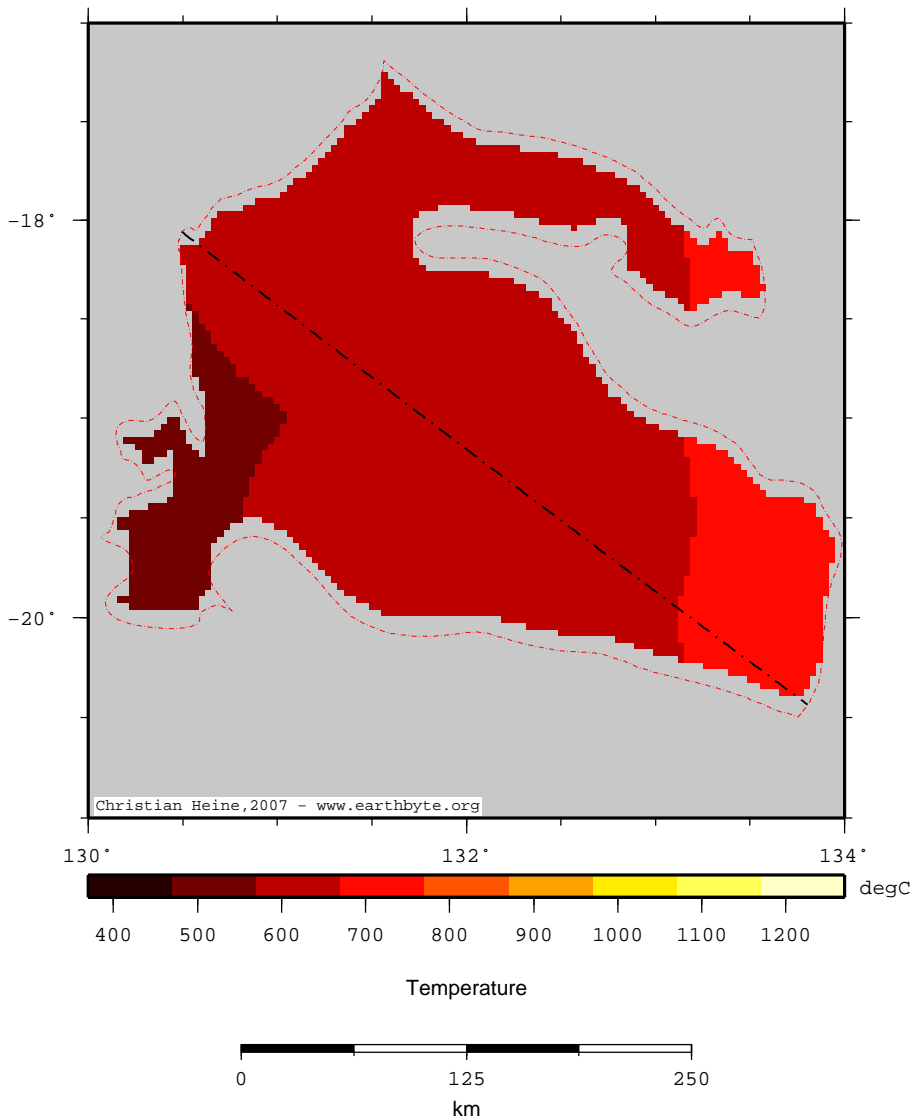 -18°
-20°
Christian Heine,2007 - www.earthbyte.org
130° 132° 134°
degC
400 500 600 700 800 900 1000 1100 1200
Temperature
0 125 250
km